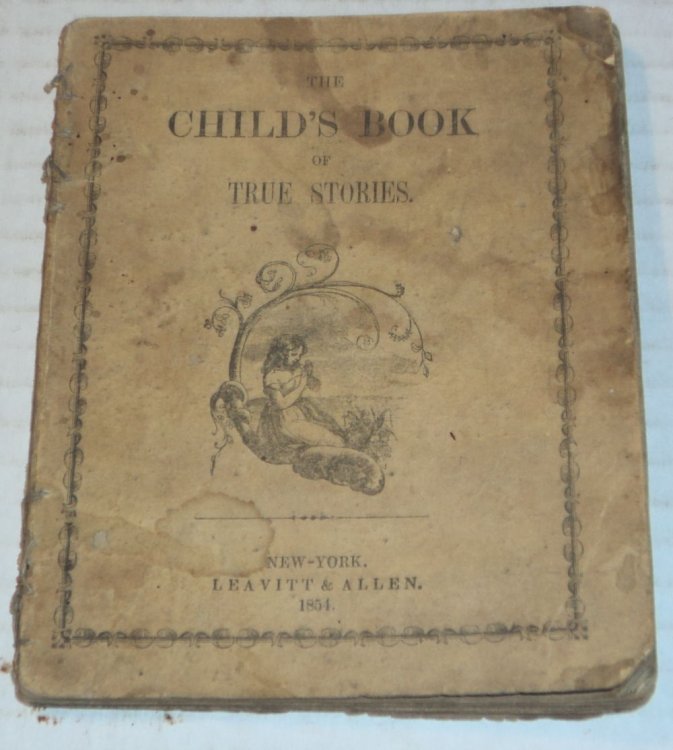 THE
CHILD'S BOOK
OF
TRUE STORIES.
NEW-YORK.
LEAVITT & ALLEN.
1854.